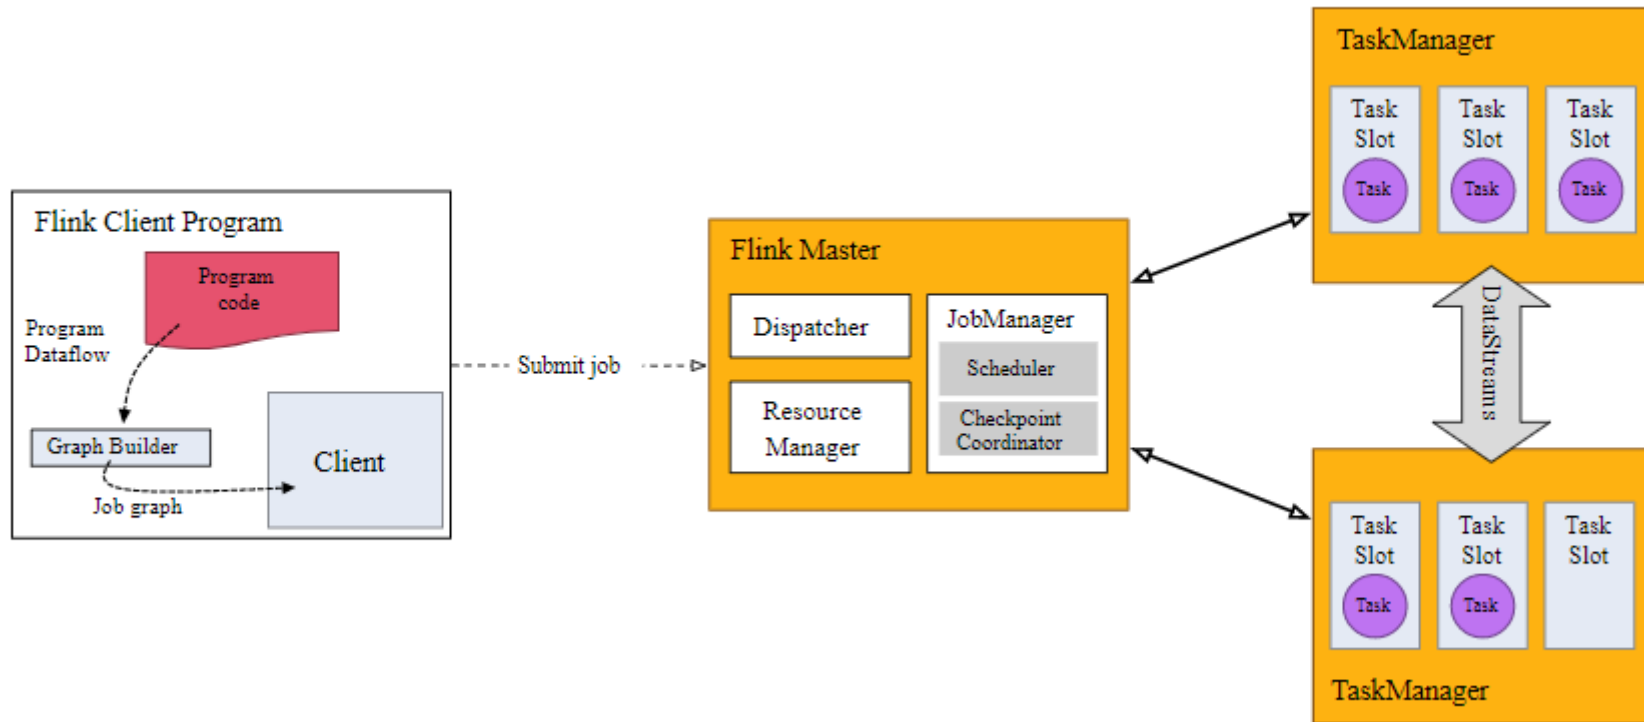 Flink Client Program
Program
code
Program
Dataflow
Graph Builder
Client
Job graph
Submit job
Flink Master
Dispatcher
Resource
Manager
JobManager
Scheduler
Checkpoint
Coordinator
TaskManager
Task
Slot
Task
Task
Slot
Task
Task
Slot
Task
DataStreams
Task
Slot
Task
Task
Slot
Task
Task
Slot
TaskManager